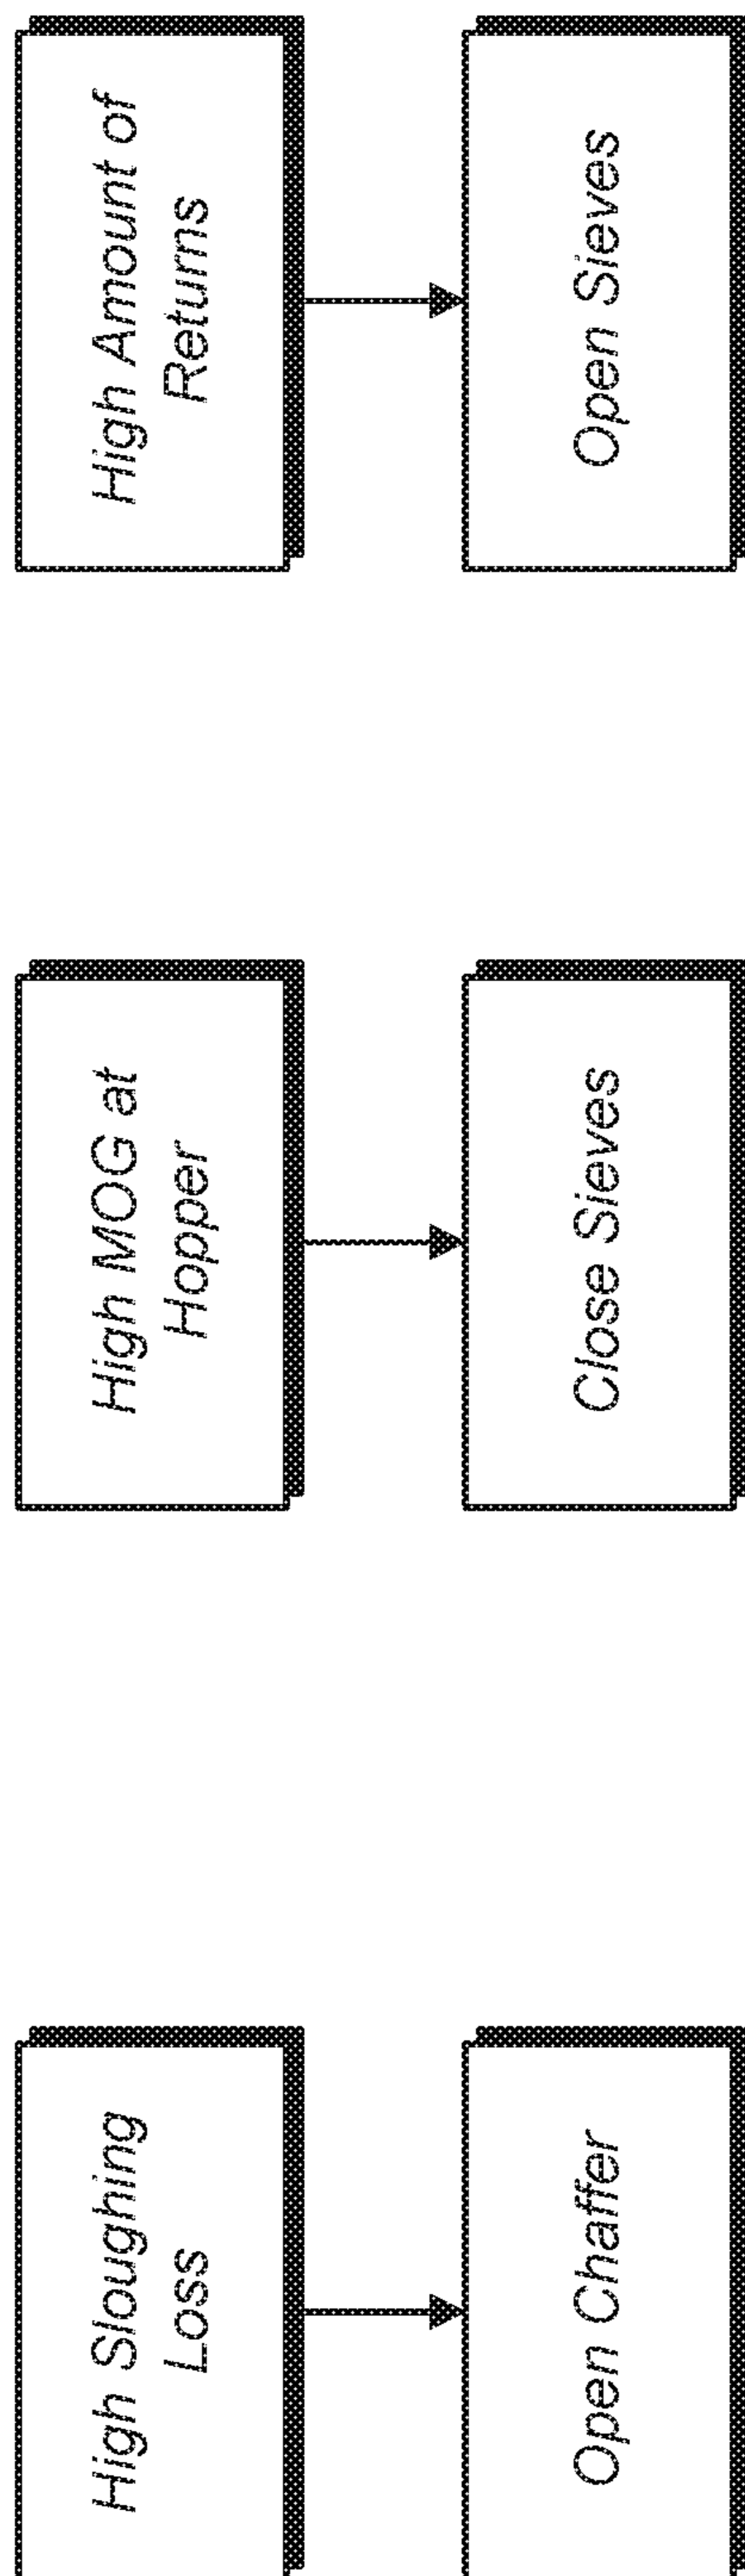 High Sloughing
Loss
High MOG at
Hopper
High Amount of
Returns
Open Chaffer
Close Sieves
Open Sieves